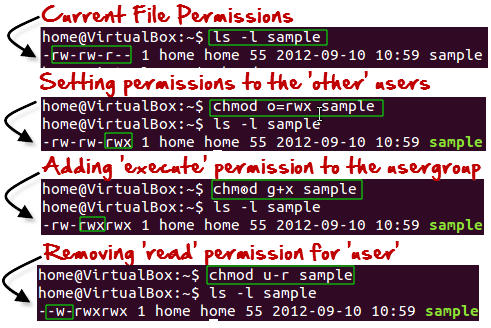 Current File Permissions
home@VirtualBox:~$ ls -l sample
-rw-rw-r-- 1 home home 55 2012-09-10 10:59 sample
Setting permissions to the 'other' users
home@VirtualBox:~$ chmod o=rwx sample
home@VirtualBox:~$ ls -l sample
-rw-rw-rwx 1 home home 55 2012-09-10 10:59 sample
Adding 'execute' permission to the usergroup
home@VirtualBox:~$ chmod g+x sample
home@VirtualBox:~$ ls -l sample
-rw-rwxrwx 1 home home 55 2012-09-10 10:59 sample
Removing 'read' permission for 'user'
home@VirtualBox:~$ chmod u-r sample
home@VirtualBox:~$ ls -l sample
--w-rwxrwx 1 home home 55 2012-09-10 10:59 sample